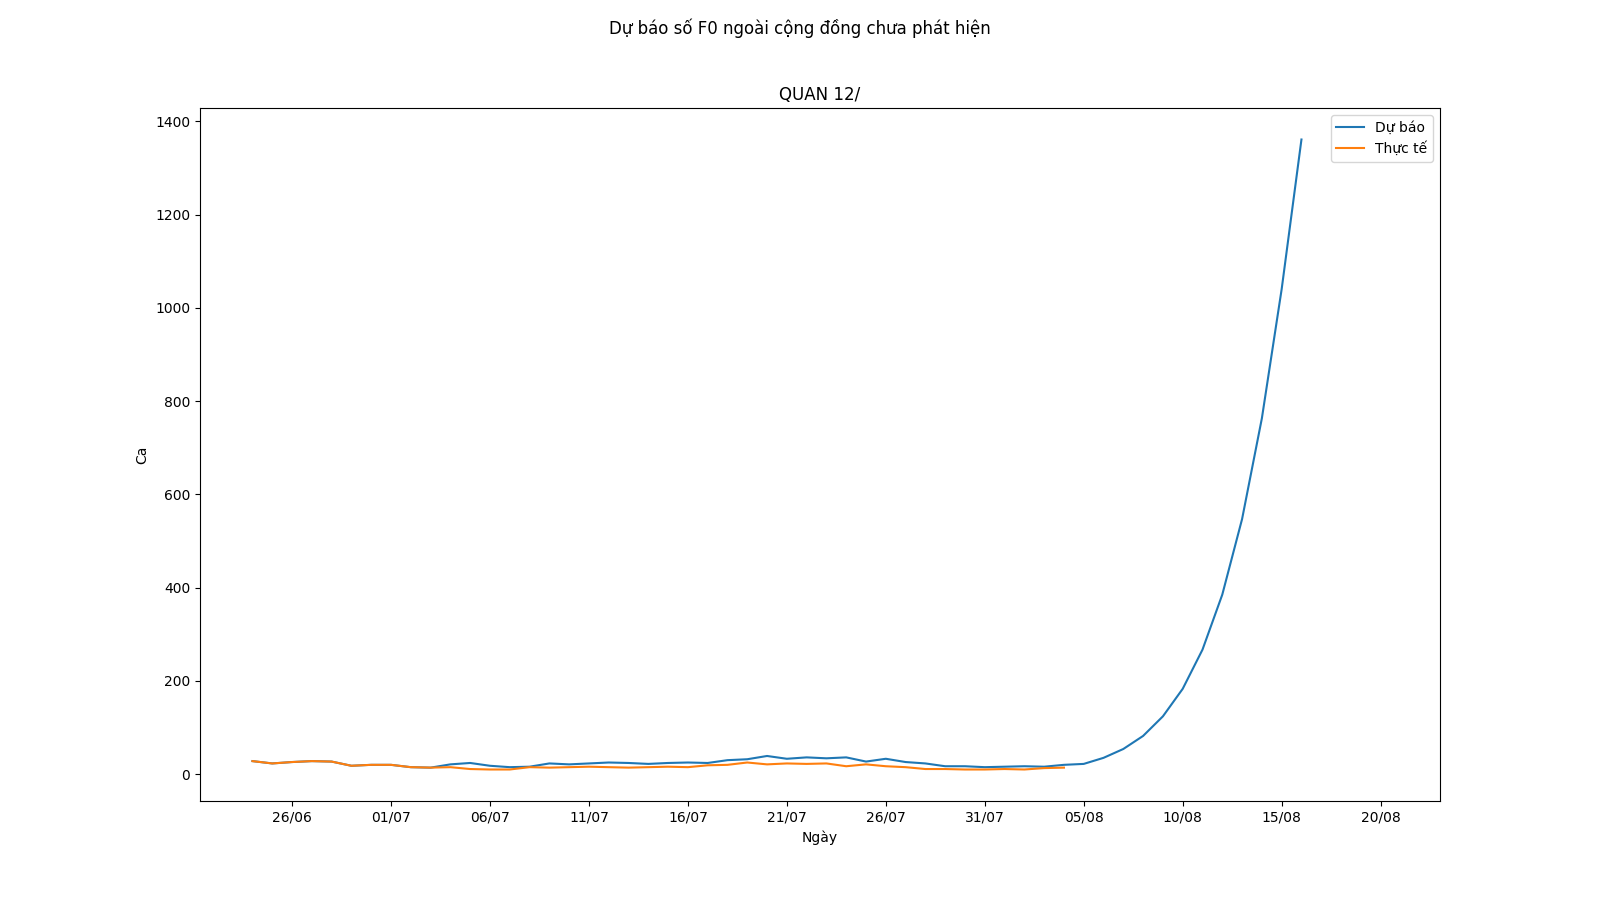 Dự báo số F0 ngoài cộng đồng chưa phát hiện
QUAN 12/
1400
1200
1000
800
600
400
200
0
Ca
Dự báo
Thực tế
26/06 01/07 06/07 11/07 16/07 21/07 26/07 31/07 05/08 10/08 15/08 20/08
Ngày